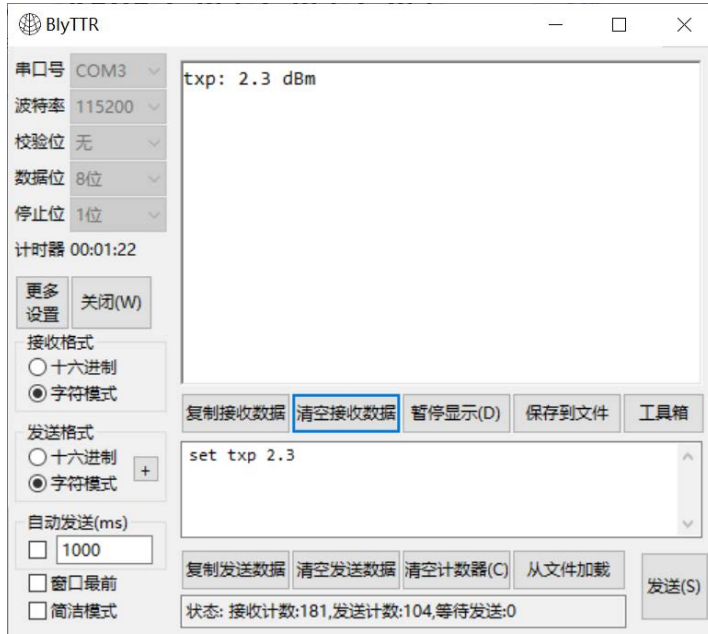 BlyTTR
串口号 COM3
波特率 115200
校验位 无
数据位 8位
停止位 1位
计时器 00:01:22
更多
设置
关闭(W)
接收格式
十六进制
字符模式
发送格式
十六进制
+
字符模式
自动发送(ms)
1000
窗口最前
简洁模式
txp: 2.3 dBm
复制接收数据 清空接收数据 暂停显示(D) 保存到文件 工具箱
set txp 2.3
复制发送数据 清空发送数据 清空计数器(C) 从文件加载 发送(S)
状态: 接收计数:181,发送计数:104,等待发送:0